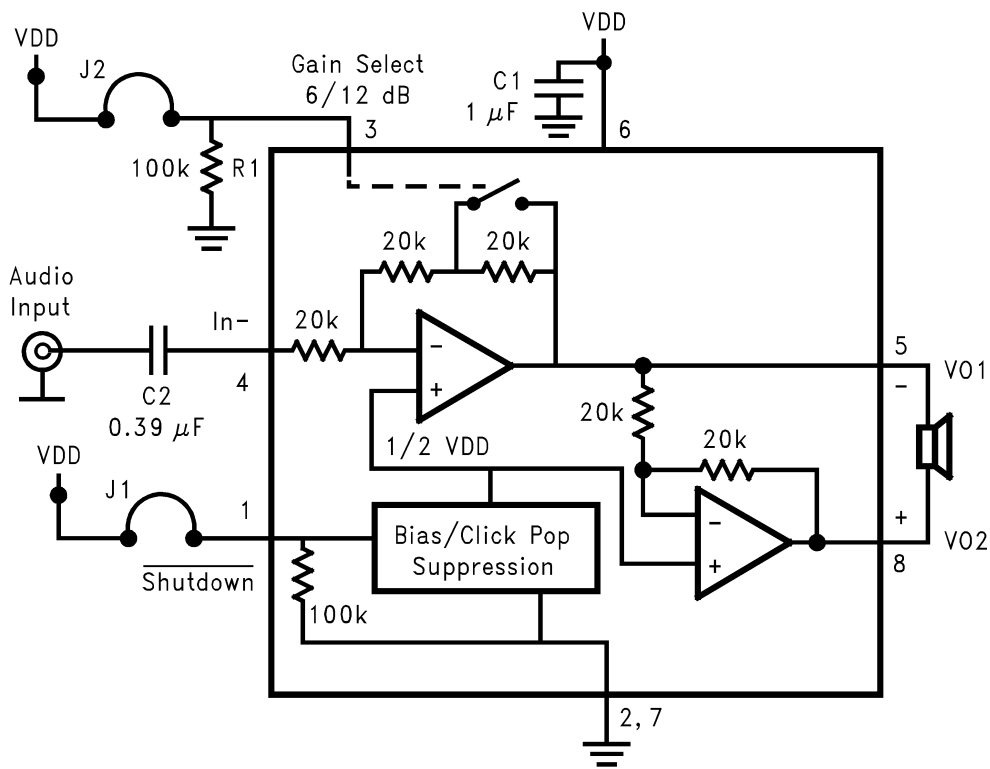 VDD
VDD
J2
Gain Select
6/12 dB
C1
1 μF
3
6
100k
R1
20k
20k
Audio
Input
In-
20k
4
-
+
5
-
VO1
C2
0.39 μF
20k
1/2 VDD
20k
VDD
J1
1
Bias/Click Pop
Suppression
-
+
+
VO2
8
Shutdown
100k
2, 7